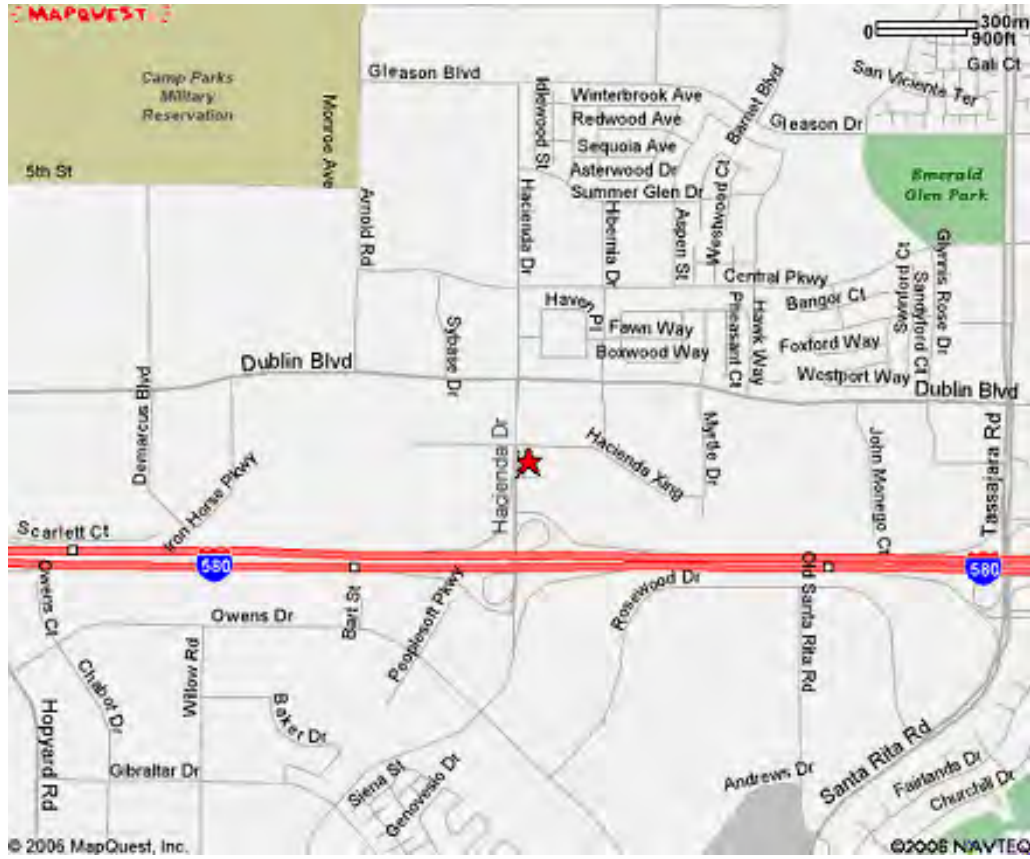 MAPQUEST
300m
0
900ft
Gleason Blvd
Camp Parks
Military
Reservation
Monroe Ave
Idlewood St
Winterbrook Ave
Redwood Ave
Sequoia Ave
Asterwood Dr
Summer Glen Dr
Barnet Blvd
San Vicente Ter
Gali Ct
Gleason Dr
5th St
Arnold Rd
Hacienda Dr
Hibernia Dr
Aspen St
Westwood Ct
Emerald
Glen Park
Central Pkwy
Glynnis Rose Dr
Sandyford Ct
Sanford Ct
Bangor Ct
Haven Pl
Fawn Way
Boxwood Way
Pheasant Ct
Hawk Way
Foxford Way
Westport Way
Sybase Dr
Dublin Blvd
Dublin Blvd
Demarcus Blvd
Iron Horse Pkwy
Hacienda Dr
Hacienda Xing
Myrtle Dr
John Monego Ct
Tassajara Rd
Scarlett Ct
580
580
Owens Ct
Bart St
Peoplesoft Pkwy
Rosewood Dr
Old Santa Rita Rd
Owens Dr
Chabot Dr
Willow Rd
Baker Dt
Hopyard Rd
Gibraltar Dr
Siena St
Genovesio Dr
Andrews Dr
Santa Rita Rd
Fairlands Dr
Churchill Dr
© 2006 MapQuest, Inc.
©2006 NAVTEQ